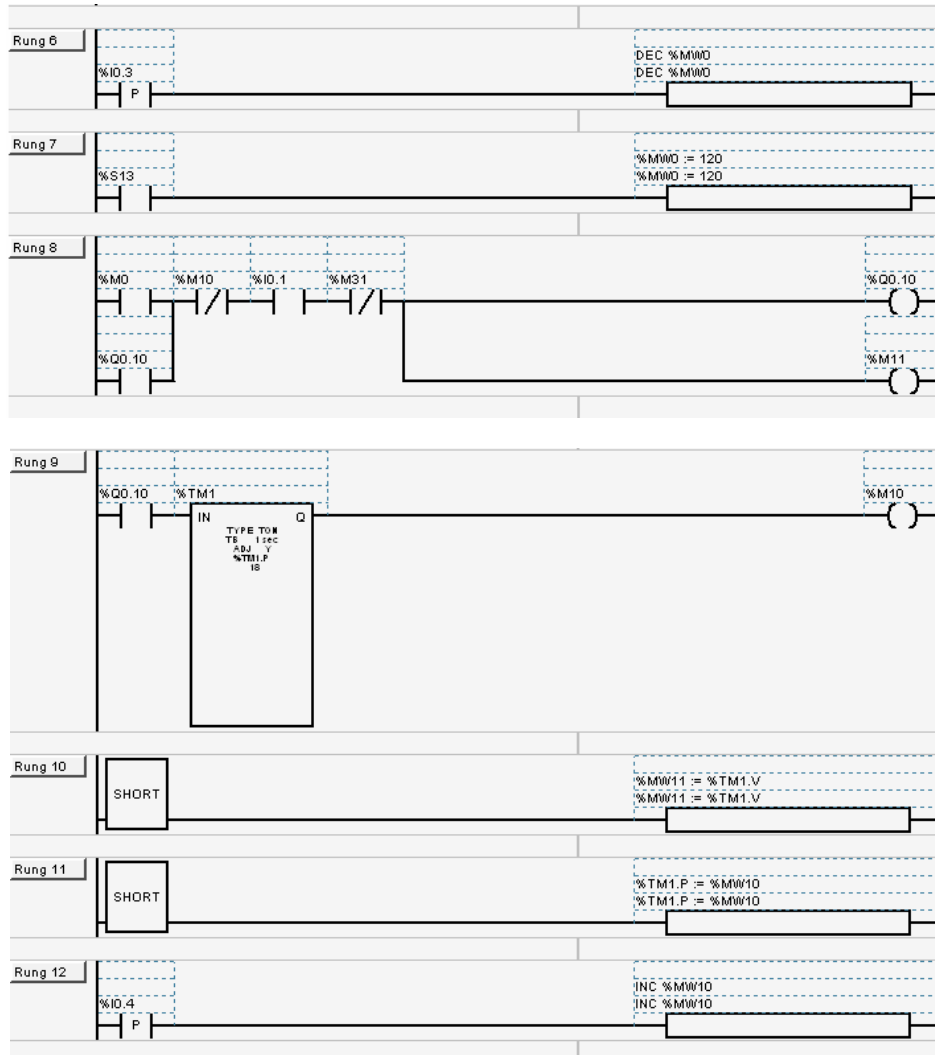 Rung 6
DEC %MW0
%I0.3 DEC %MW0
P
Rung 7
%MW0 := 120
%S13 %MW0 := 120
Rung 8
%M0 %M10 %I0.1 %M31 %Q0.10
%Q0.10 %M11
Rung 9
%Q0.10 %TM1 %M10
IN Q
TYPE TON
TB 1sec
ADJ Y
%TM1.P
18
Rung 10
%MW11 := %TM1.V
SHORT %MW11 := %TM1.V
Rung 11
%TM1.P := %MW10
SHORT %TM1.P := %MW10
Rung 12
INC %MW10
%I0.4 INC %MW10
P